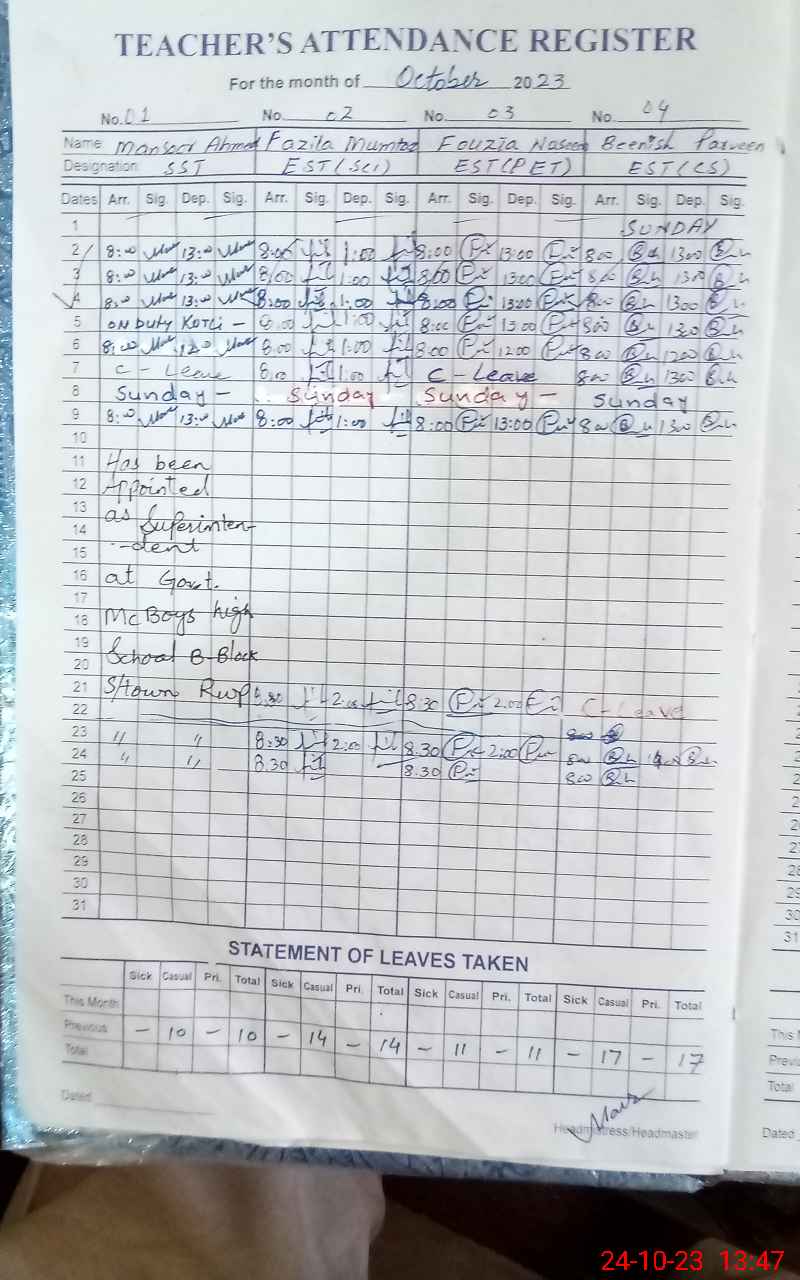 TEACHER'S ATTENDANCE REGISTER
For the month of October 2023
No. 01 No. 02 No. 03 No. 04
Name Mansoor Ahmed Fazila Mumtaz Fouzia Naseem Beenish Parveen
Designation SST EST(Sci) EST(PET) EST(CS)
Dates Arr. Sig. Dep. Sig. Arr. Sig. Dep. Sig. Arr. Sig. Dep. Sig. Arr. Sig. Dep. Sig.
1 SUNDAY
2 8:00 13:00 8:00 1:00 8:00 13:00 800 1300
3 8:00 13:00 8:00 1:00 8:00 13:00 800 1300
4 8:00 13:00 8:00 1:00 8:00 13:00 800 1300
5 on DUTY KOTLI - 8:00 1:00 8:00 13:00 800 1300
6 8:00 12:00 8:00 1:00 8:00 12:00 800 1200
7 C - Leave 8:00 1:00 C - Leave 800 1300
8 Sunday - Sunday Sunday - Sunday
9 8:00 13:00 8:00 1:00 8:00 13:00 800 1300
10
11 Has been
12 Appointed
13
14 as Superinten-
15 -dent
16 at Govt.
17
18 Mc Boys high
19
20 School B-Block
21 S/town Rwp 8:30 2:00 8.30 2:00 C-Leave
22
23 〃 〃 8:30 2:00 8.30 2:00 800
24 〃 〃 8.30 8.30 800
25 800
26
27
28
29
30
31
STATEMENT OF LEAVES TAKEN
Sick Casual Pri. Total Sick Casual Pri. Total Sick Casual Pri. Total Sick Casual Pri. Total
This Month
Previous - 10 - 10 - 14 - 14 - 11 - 11 - 17 - 17
Total
Dated
Headmistress/Headmaster
This
Previ
Total
Dated
24-10-23 13:47